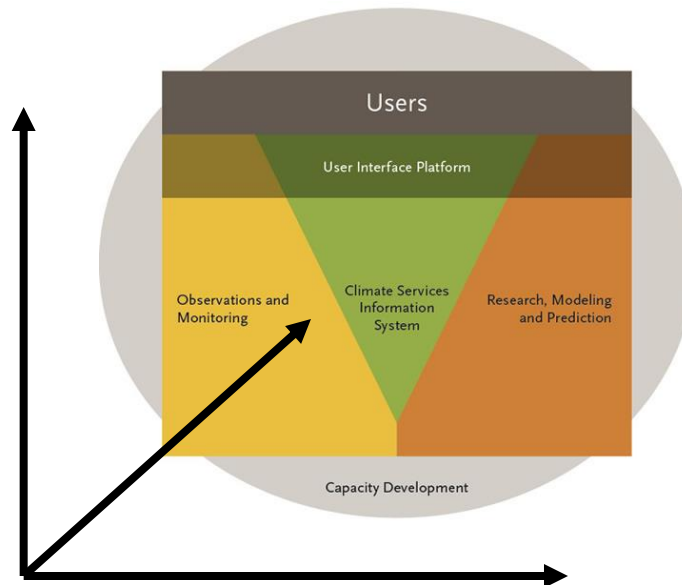 Users
User Interface Platform
Observations and
Monitoring
Climate Services
Information
System
Research, Modeling
and Prediction
Capacity Development